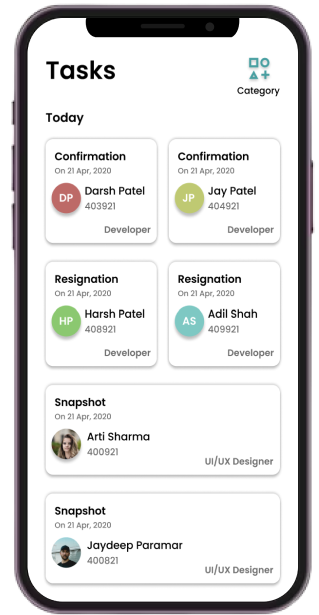 Tasks
Category
Today
Confirmation
On 21 Apr, 2020
DP
Darsh Patel
403921
Developer
Confirmation
On 21 Apr, 2020
JP
Jay Patel
404921
Developer
Resignation
On 21 Apr, 2020
HP
Harsh Patel
408921
Developer
Resignation
On 21 Apr, 2020
AS
Adil Shah
409921
Developer
Snapshot
On 21 Apr, 2020
Arti Sharma
400921
UI/UX Designer
Snapshot
On 21 Apr, 2020
Jaydeep Paramar
400821
UI/UX Designer